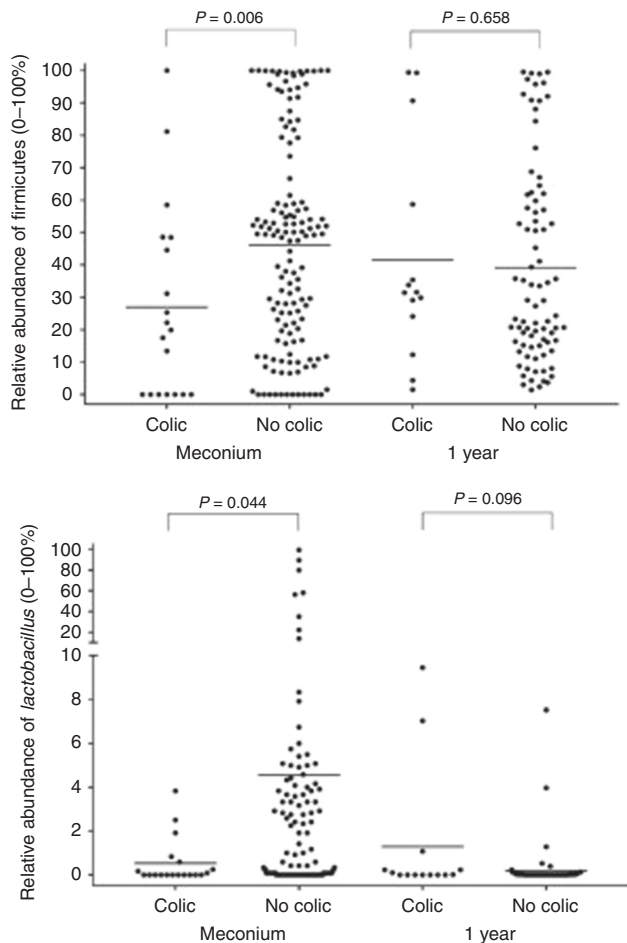 P = 0.006
P = 0.658
Relative abundance of firmicutes (0–100%)
100
90
80
70
60
50
40
30
20
10
0
Colic
No colic
Colic
No colic
Meconium
1 year
P = 0.044
P = 0.096
Relative abundance of lactobacillus (0–100%)
100
80
60
40
20
10
8
6
4
2
0
Colic
No colic
Colic
No colic
Meconium
1 year